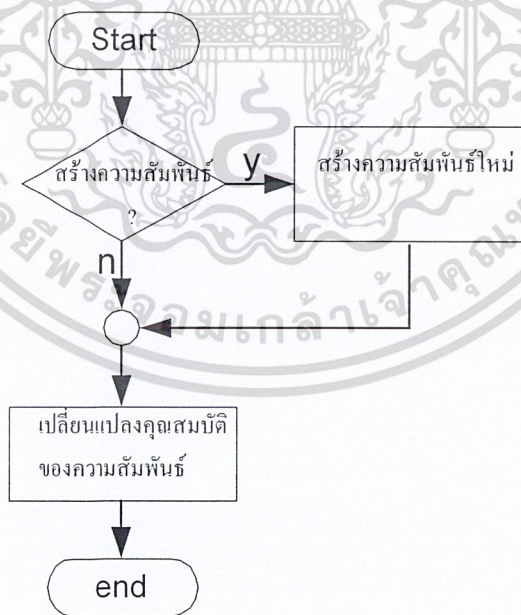 Start
สร้างความสัมพันธ์
?
y
สร้างความสัมพันธ์ใหม่
n
เปลี่ยนแปลงคุณสมบัติ
ของความสัมพันธ์
end